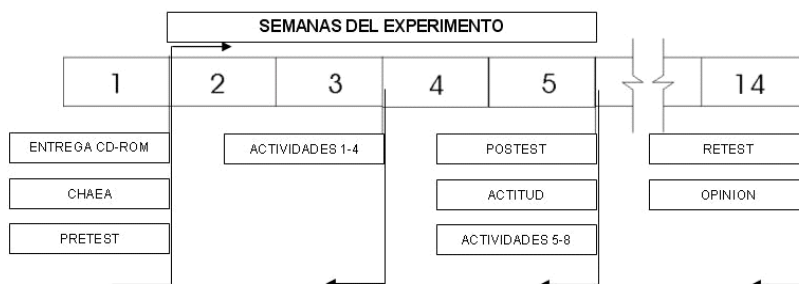 SEMANAS DEL EXPERIMENTO
1 2 3 4 5 14
ENTREGA CD-ROM ACTIVIDADES 1-4 POSTEST RETEST
CHAEA ACTITUD OPINION
PRETEST ACTIVIDADES 5-8